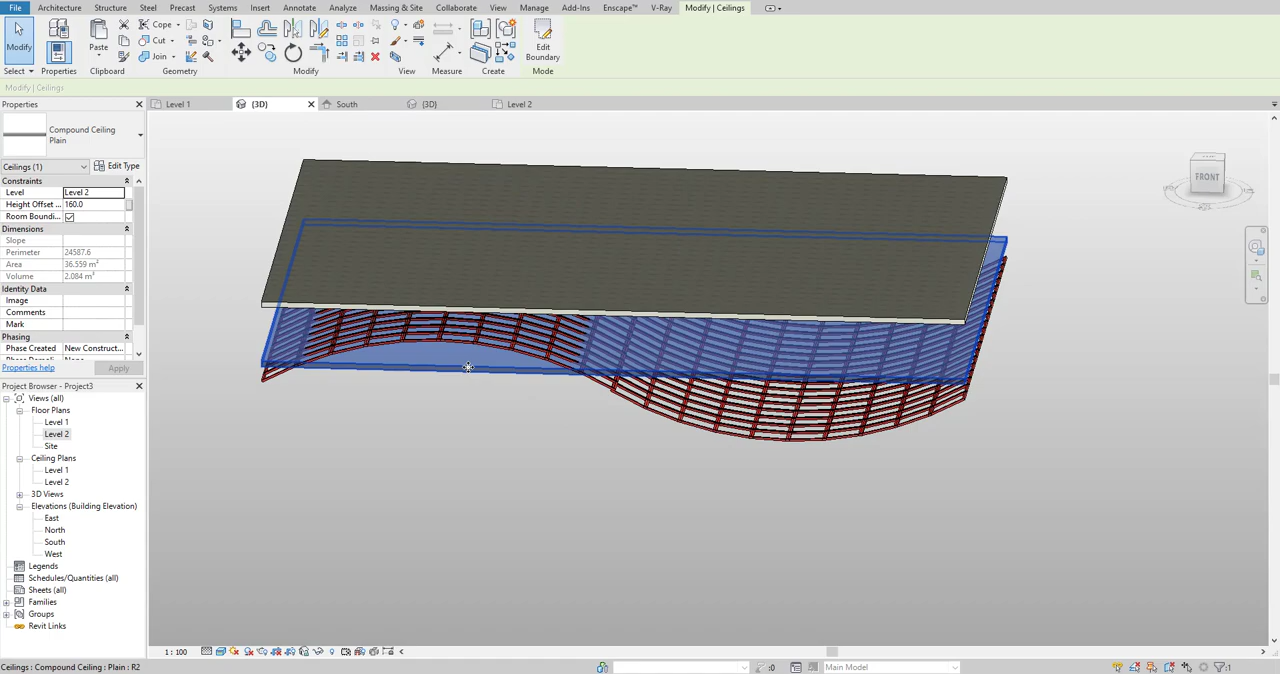 File Architecture Structure Steel Precast Systems Insert Annotate Analyze Massing & Site Collaborate View Manage Add-Ins Enscape™ V-Ray Modify | Ceilings
Modify Paste Cope Cut Join Edit Boundary
Select Properties Clipboard Geometry Modify View Measure Create Mode
Modify | Ceilings
Properties
Level 1 (3D) South (3D) Level 2
Compound Ceiling
Plain
Ceilings (1) Edit Type
Constraints
Level Level 2
Height Offset ... 160.0
Room Boundi...
Dimensions
Slope
Perimeter 24587.6
Area 36.559 m²
Volume 2.084 m³
Identity Data
Image
Comments
Mark
Phasing
Phase Created New Construct...
Properties help Apply
Project Browser - Project3
Views (all)
Floor Plans
Level 1
Level 2
Site
Ceiling Plans
Level 1
Level 2
3D Views
Elevations (Building Elevation)
East
North
South
West
Legends
Schedules/Quantities (all)
Sheets (all)
Families
Groups
Revit Links
FRONT
1 : 100
Ceilings : Compound Ceiling : Plain : R2 :0 Main Model :1